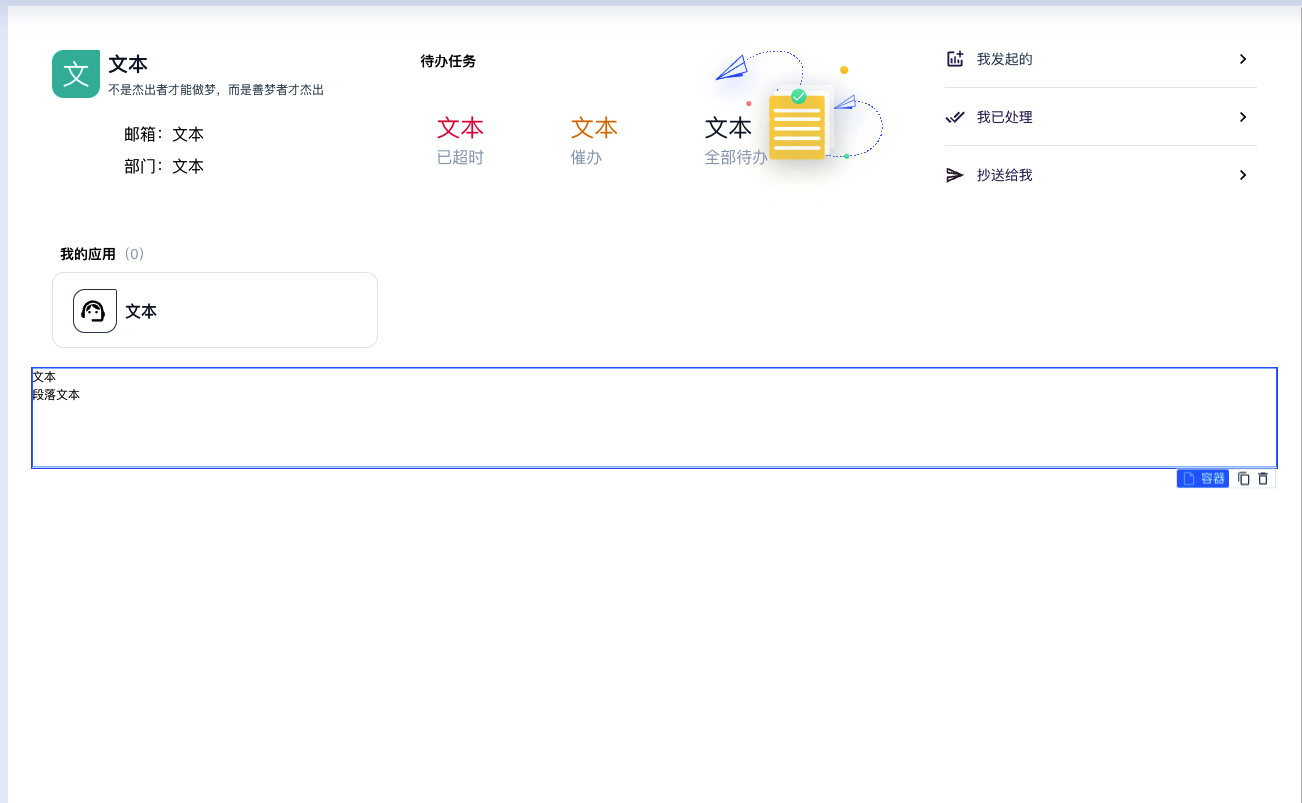 文
文本
不是杰出者才能做梦，而是善梦者才杰出
邮箱：文本
部门：文本
待办任务
文本
已超时
文本
催办
文本
全部待办
我发起的
我已处理
抄送给我
我的应用 (0)
文本
文本
段落文本
容器